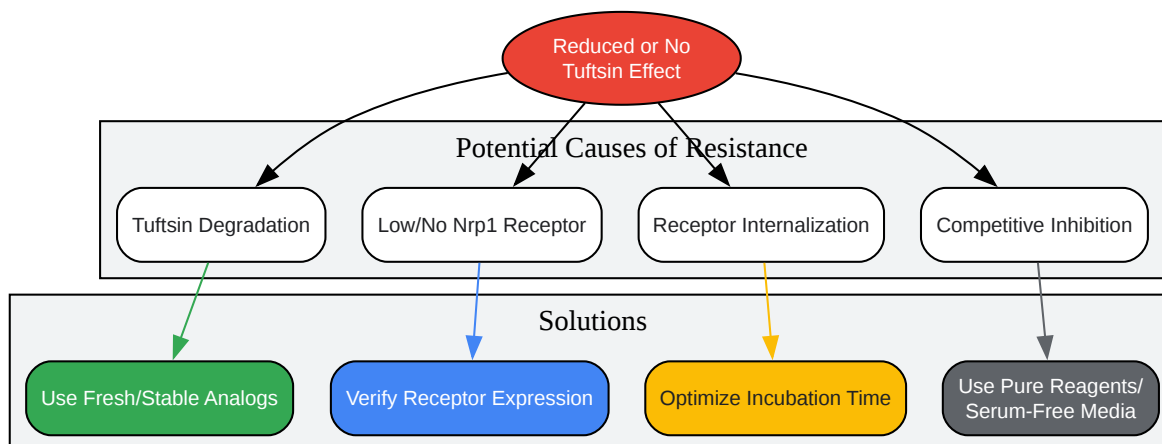 Reduced or No
Tuftsin Effect
Potential Causes of Resistance
Tuftsin Degradation
Low/No Nrp1 Receptor
Receptor Internalization
Competitive Inhibition
Solutions
Use Fresh/Stable Analogs
Verify Receptor Expression
Optimize Incubation Time
Use Pure Reagents/
Serum-Free Media